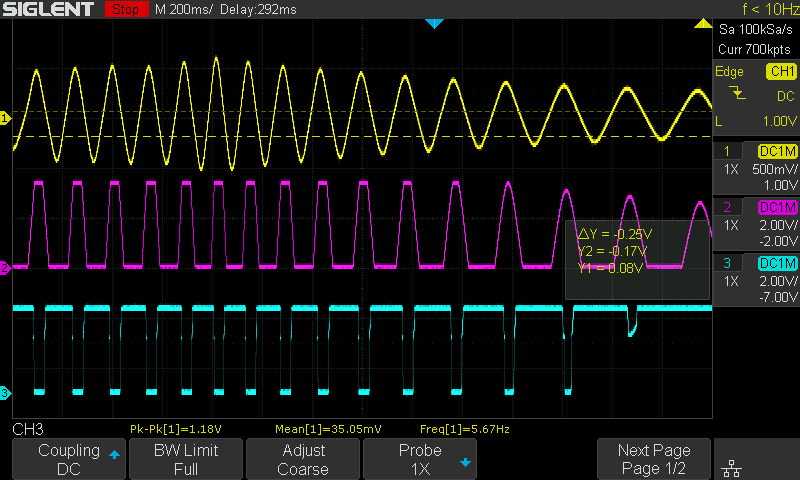 SIGLENT Stop M 200ms/ Delay:292ms f < 10Hz
Sa 100kSa/s
Curr 700kpts
Edge CH1
DC
L 1.00V
1 DC1M
1X 500mV/
1.00V
2 DC1M
1X 2.00V/
-2.00V
3 DC1M
1X 2.00V/
-7.00V
1
2
3
ΔY = -0.25V
Y2 = -0.17V
Y1 = 0.08V
CH3 Pk-Pk[1]=1.18V Mean[1]=35.05mV Freq[1]=5.67Hz
Coupling
DC
BW Limit
Full
Adjust
Coarse
Probe
1X
Next Page
Page 1/2